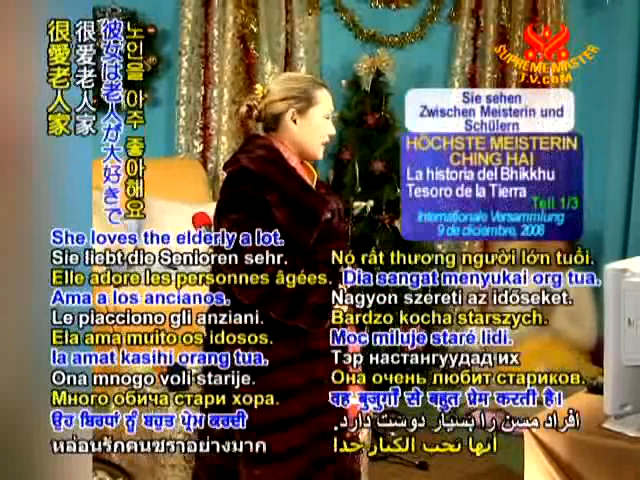 很愛老人家
很爱老人家
彼女は老人が大好きで
노인을 아주 좋아해요
SUPREME MASTER
TV.COM
Sie sehen
Zwischen Meisterin und
Schülern
HÖCHSTE MEISTERIN
CHING HAI
La historia del Bhikkhu
Tesoro de la Tierra
Teil 1/3
Internationale Versammlung
9 de diciembre, 2008
She loves the elderly a lot.
Sie liebt die Senioren sehr.
Elle adore les personnes âgées.
Ama a los ancianos.
Le piacciono gli anziani.
Ela ama muito os idosos.
Ia amat kasihi orang tua.
Ona mnogo voli starije.
Много обича стари хора.
ਉਹ ਬਿਰਧਾਂ ਨੂੰ ਬਹੁਤ ਪ੍ਰੇਮ ਕਰਦੀ
หล่อนรักคนชราอย่างมาก
Nó rất thương người lớn tuổi.
Dia sangat menyukai org tua.
Nagyon szereti az időseket.
Bardzo kocha starszych.
Moc miluje staré lidi.
Тэр настангуудад их
Она очень любит стариков.
वह बुजुर्गों से बहुत प्रेम करती है।
افراد مسن را بسیار دوست دارد.
أنها تحب الكبار جدا